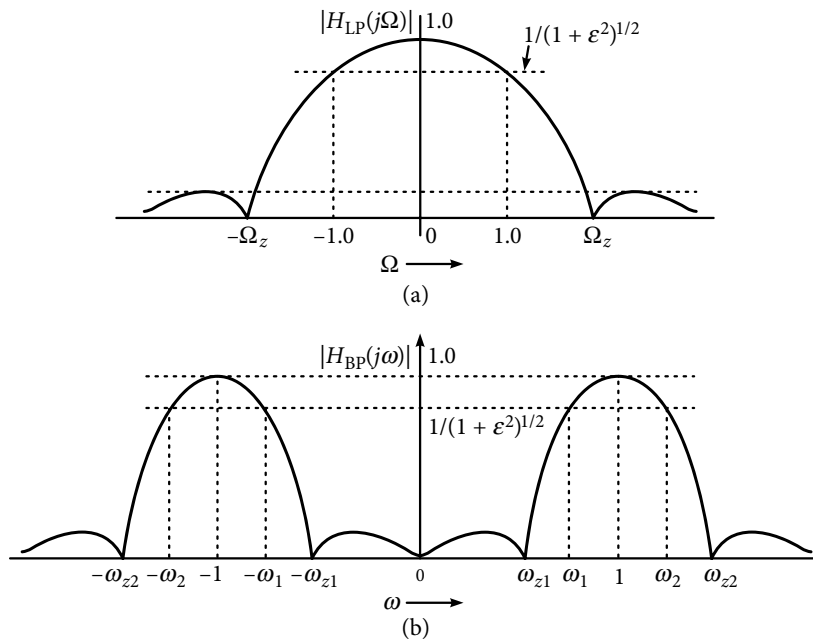 |H_LP(jΩ)| 1.0 1/(1 + ε²)^1/2
−Ω_z −1.0 0 1.0 Ω_z
Ω
(a)
|H_BP(jω)| 1.0
1/(1 + ε²)^1/2
−ω_z2 −ω_2 −1 −ω_1 −ω_z1 0 ω_z1 ω_1 1 ω_2 ω_z2
ω
(b)